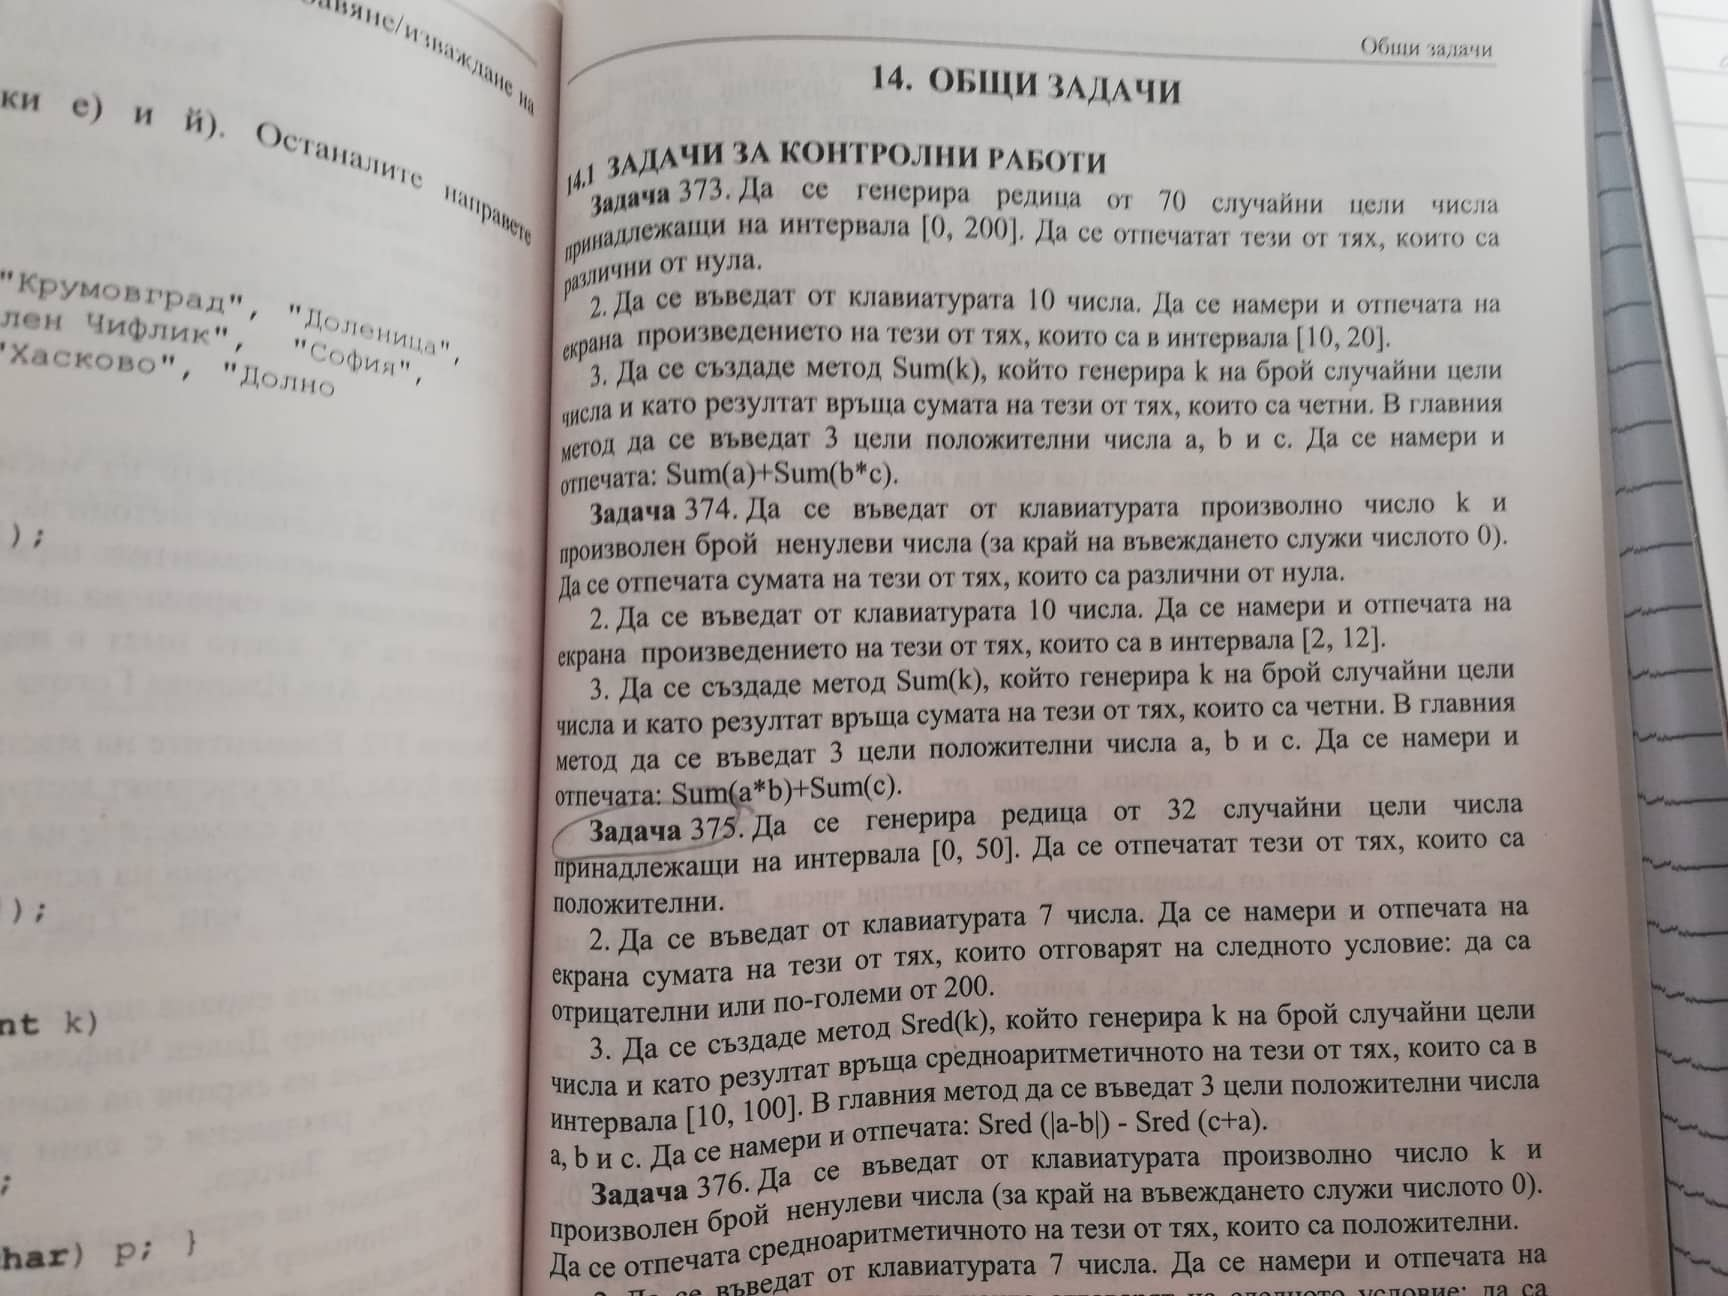 авяне/изваждане на
ки е) и й). Останалите направете
"Крумовград", "Доленица",
лен Чифлик", "София",
"Хасково", "Долно
);
);
nt k)
;
har) p; }
Общи задачи
14. ОБЩИ ЗАДАЧИ
14.1 ЗАДАЧИ ЗА КОНТРОЛНИ РАБОТИ
Задача 373. Да се генерира редица от 70 случайни цели числа
принадлежащи на интервала [0, 200]. Да се отпечатат тези от тях, които са
различни от нула.
2. Да се въведат от клавиатурата 10 числа. Да се намери и отпечата на
екрана произведението на тези от тях, които са в интервала [10, 20].
3. Да се създаде метод Sum(k), който генерира k на брой случайни цели
числа и като резултат връща сумата на тези от тях, които са четни. В главния
метод да се въведат 3 цели положителни числа a, b и c. Да се намери и
отпечата: Sum(a)+Sum(b*c).
Задача 374. Да се въведат от клавиатурата произволно число k и
произволен брой ненулеви числа (за край на въвеждането служи числото 0).
Да се отпечата сумата на тези от тях, които са различни от нула.
2. Да се въведат от клавиатурата 10 числа. Да се намери и отпечата на
екрана произведението на тези от тях, които са в интервала [2, 12].
3. Да се създаде метод Sum(k), който генерира k на брой случайни цели
числа и като резултат връща сумата на тези от тях, които са четни. В главния
метод да се въведат 3 цели положителни числа a, b и c. Да се намери и
отпечата: Sum(a*b)+Sum(c).
Задача 375. Да се генерира редица от 32 случайни цели числа
принадлежащи на интервала [0, 50]. Да се отпечатат тези от тях, които са
положителни.
2. Да се въведат от клавиатурата 7 числа. Да се намери и отпечата на
екрана сумата на тези от тях, които отговарят на следното условие: да са
отрицателни или по-големи от 200.
3. Да се създаде метод Sred(k), който генерира k на брой случайни цели
числа и като резултат връща средноаритметичното на тези от тях, които са в
интервала [10, 100]. В главния метод да се въведат 3 цели положителни числа
a, b и c. Да се намери и отпечата: Sred (|a-b|) - Sred (c+a).
Задача 376. Да се въведат от клавиатурата произволно число k и
произволен брой ненулеви числа (за край на въвеждането служи числото 0).
Да се отпечата средноаритметичното на тези от тях, които са положителни.
се въведат от клавиатурата 7 числа. Да се намери и отпечата на
следното условие: да са